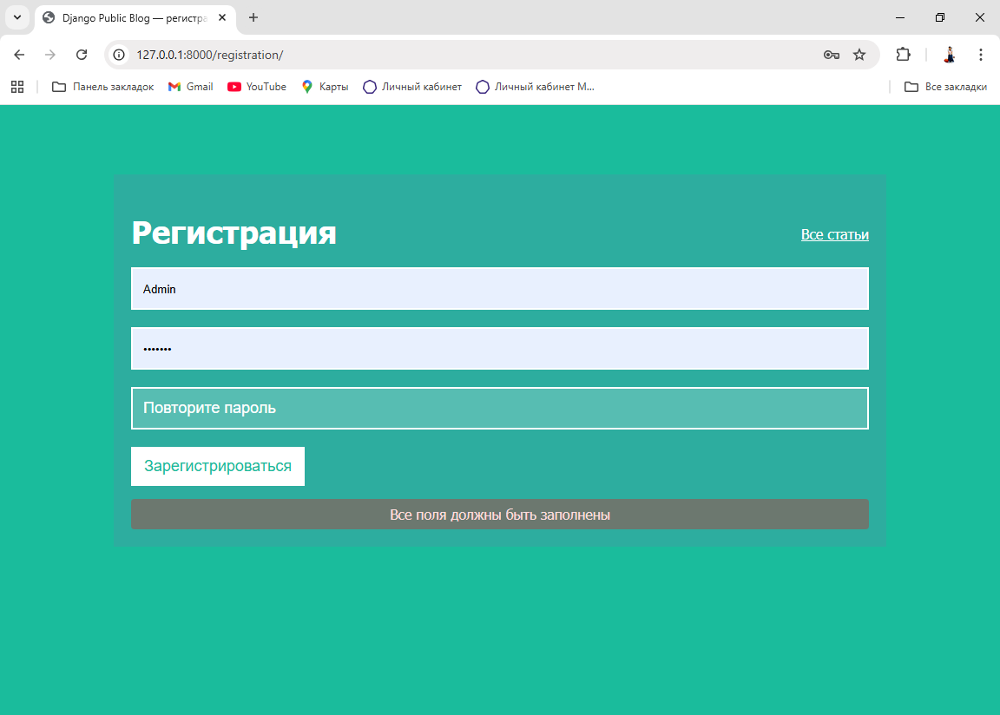 Django Public Blog — регистра
127.0.0.1:8000/registration/
Панель закладок
Gmail
YouTube
Карты
Личный кабинет
Личный кабинет М...
Все закладки
Регистрация
Все статьи
Admin
•••••••
Повторите пароль
Зарегистрироваться
Все поля должны быть заполнены